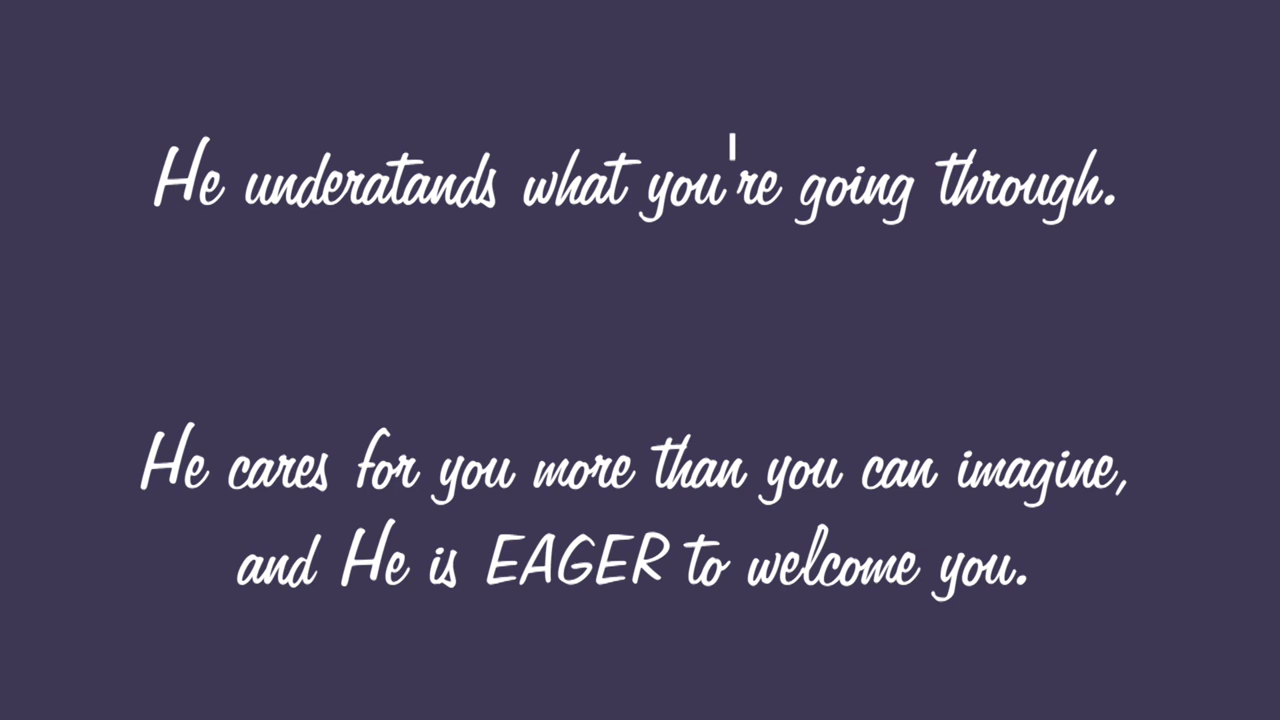 He underatands what you're going through.
He cares for you more than you can imagine,
and He is EAGER to welcome you.